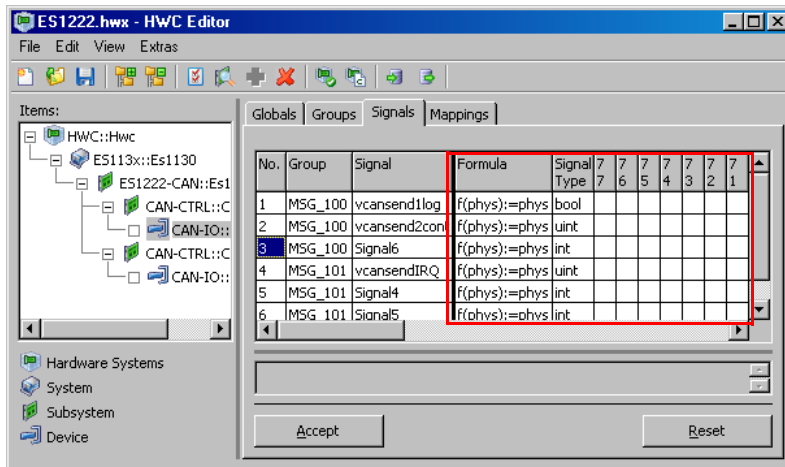 ES1222.hwx - HWC Editor
File Edit View Extras
Items:
HWC::Hwc
ES113x::Es1130
ES1222-CAN::Es1
CAN-CTRL::C
CAN-IO::
CAN-CTRL::C
CAN-IO::
Hardware Systems
System
Subsystem
Device
Globals Groups Signals Mappings
No. Group Signal Formula Signal Type 7 7 7 6 7 5 7 4 7 3 7 2 7 1
1 MSG_100 vcansend1log f(phys):=phys bool
2 MSG_100 vcansend2cont f(phys):=phys uint
3 MSG_100 Signal6 f(phys):=phys int
4 MSG_101 vcansendIRQ f(phys):=phys uint
5 MSG_101 Signal4 f(phys):=phys int
6 MSG_101 Signal5 f(phys):=phys int
Accept Reset